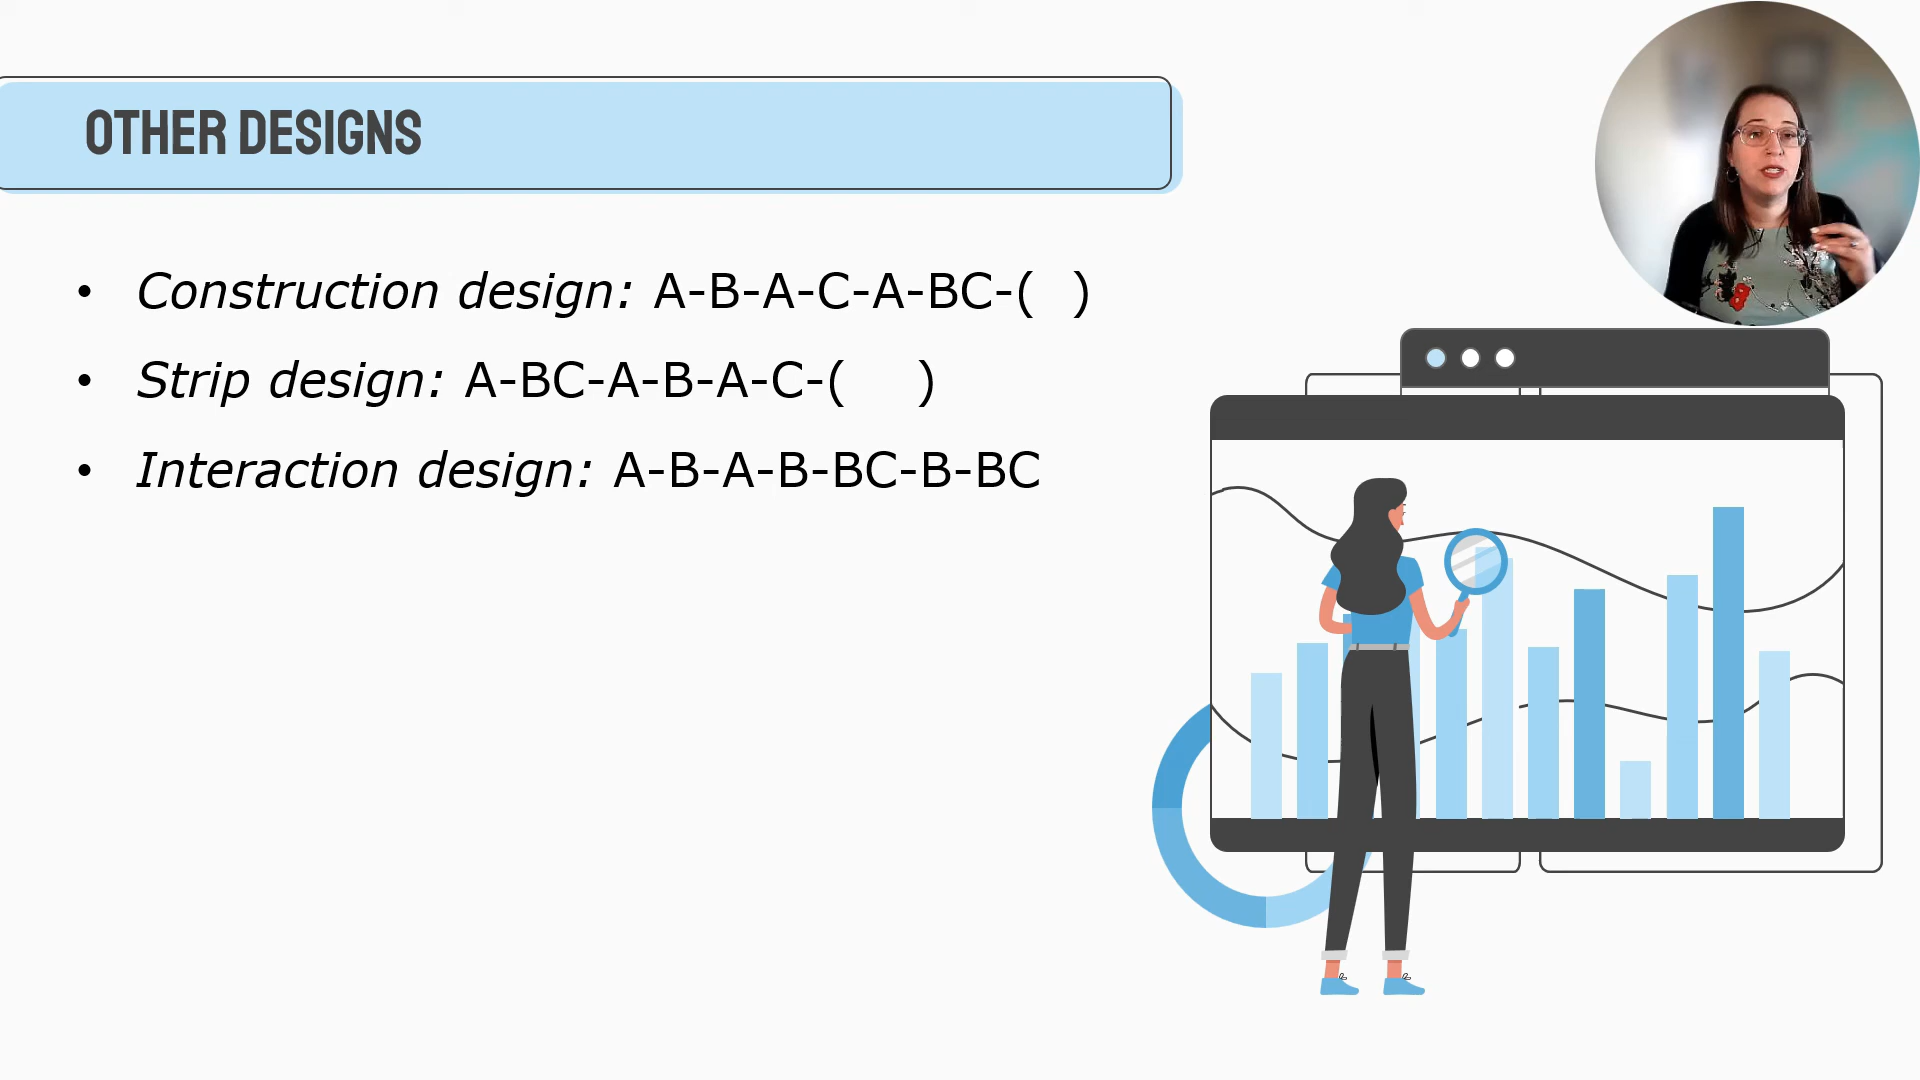 OTHER DESIGNS
• Construction design: A-B-A-C-A-BC-(  )
• Strip design: A-BC-A-B-A-C-(   )
• Interaction design: A-B-A-B-BC-B-BC